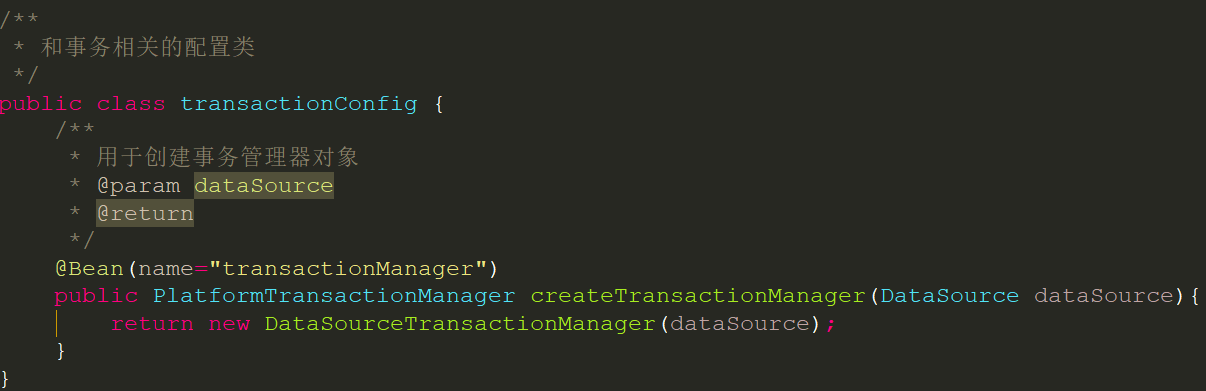 /**
 * 和事务相关的配置类
 */
public class transactionConfig {
    /**
     * 用于创建事务管理器对象
     * @param dataSource
     * @return
     */
    @Bean(name="transactionManager")
    public PlatformTransactionManager createTransactionManager(DataSource dataSource){
        return new DataSourceTransactionManager(dataSource);
    }
}